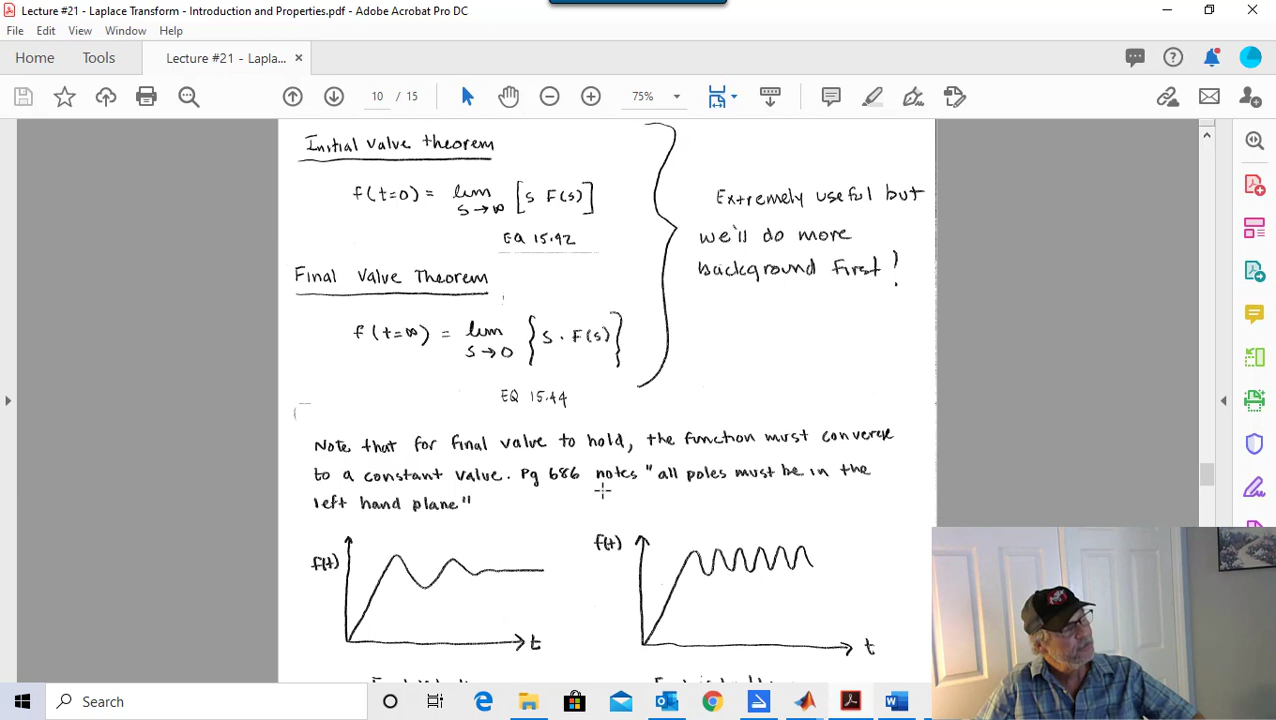 Lecture #21 - Laplace Transform - Introduction and Properties.pdf - Adobe Acrobat Pro DC
File Edit View Window Help
Home Tools Lecture #21 - Lapla... ×
10 / 15 75%
Initial Value theorem
f(t=0) = lim s→∞ [s F(s)]
EQ 15.42
Extremely useful but
we'll do more
background first!
Final Value Theorem
f(t=∞) = lim s→0 {s · F(s)}
EQ 15.44
Note that for final value to hold, the function must converge
to a constant value. Pg 686 notes "all poles must be in the
left hand plane"
f(t)
t
f(t)
t
Search